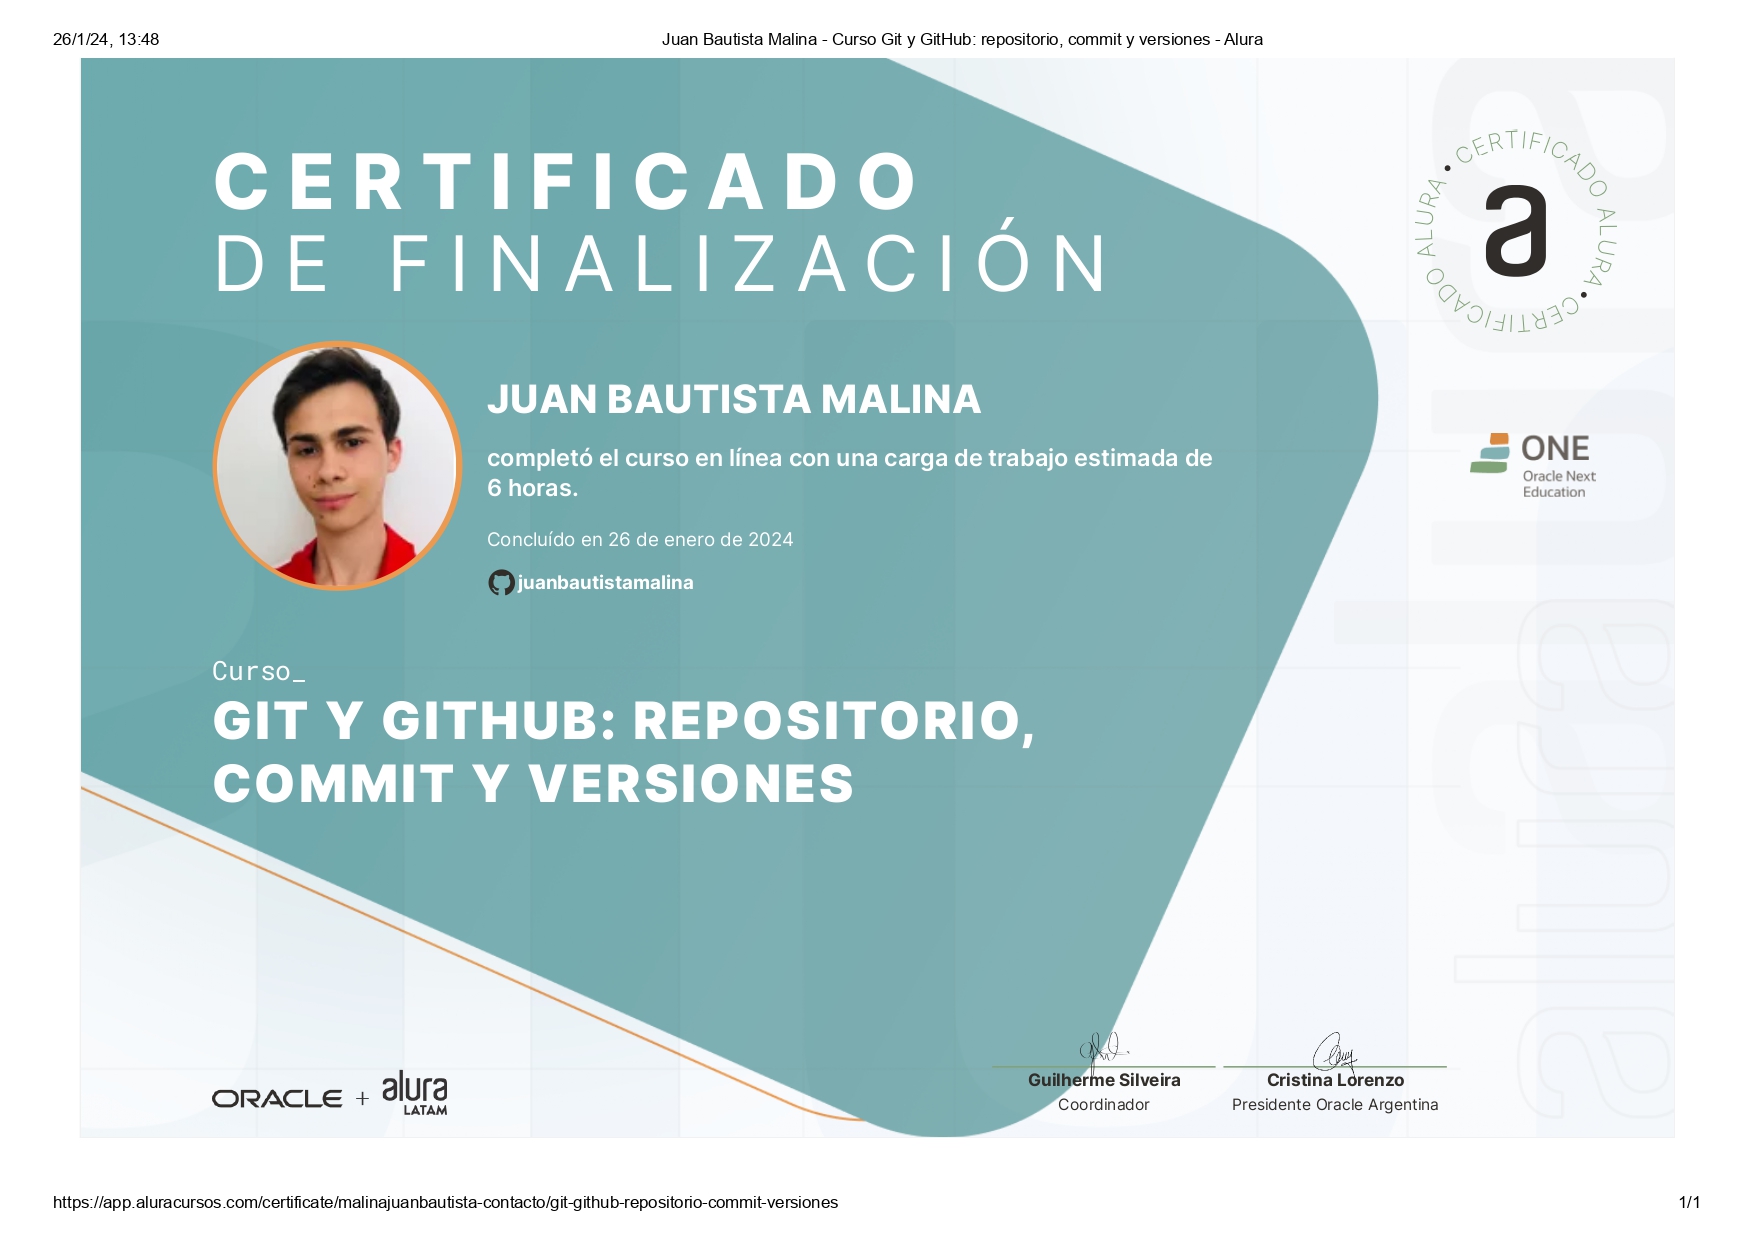 26/1/24, 13:48
Juan Bautista Malina - Curso Git y GitHub: repositorio, commit y versiones - Alura
CERTIFICADO
DE FINALIZACIÓN
CERTIFICADO ALURA • CERTIFICADO ALURA •
a
JUAN BAUTISTA MALINA
completó el curso en línea con una carga de trabajo estimada de
6 horas.
Concluído en 26 de enero de 2024
juanbautistamalina
ONE
Oracle Next
Education
Curso_
GIT Y GITHUB: REPOSITORIO,
COMMIT Y VERSIONES
alura
alura
ORACLE + alura
LATAM
Guilherme Silveira
Coordinador
Cristina Lorenzo
Presidente Oracle Argentina
https://app.aluracursos.com/certificate/malinajuanbautista-contacto/git-github-repositorio-commit-versiones
1/1